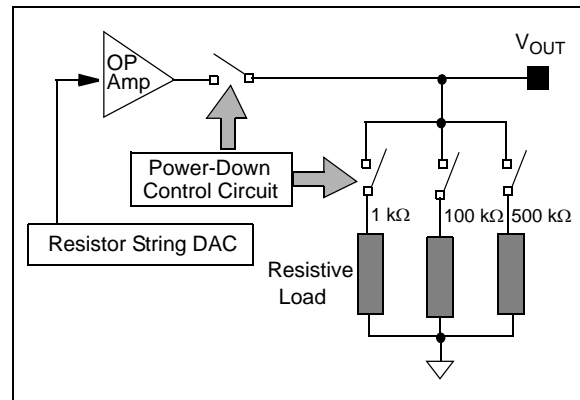 OP
Amp
VOUT
Power-Down
Control Circuit
1 kΩ
100 kΩ
500 kΩ
Resistor String DAC
Resistive
Load